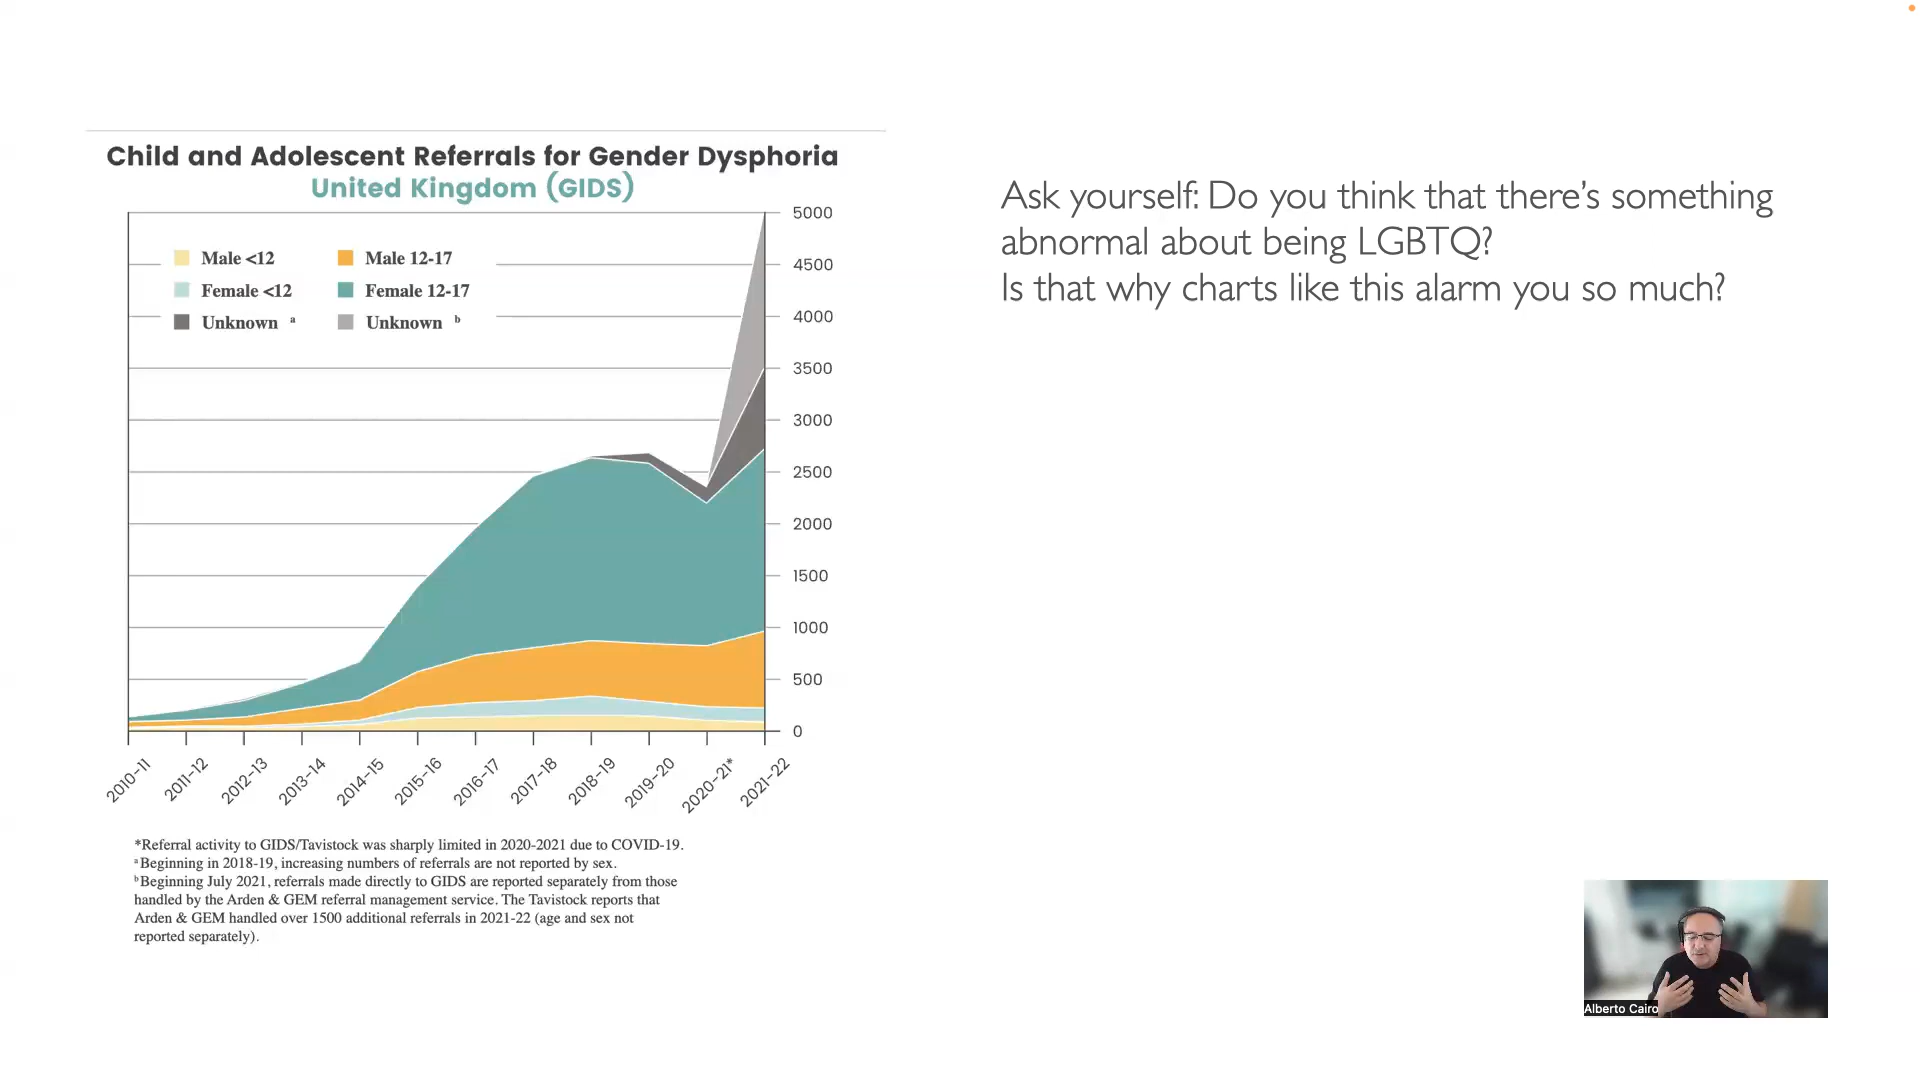 Child and Adolescent Referrals for Gender Dysphoria
United Kingdom (GIDS)
Male <12
Male 12-17
Female <12
Female 12-17
Unknown a
Unknown b
5000
4500
4000
3500
3000
2500
2000
1500
1000
500
0
2010-11
2011-12
2012-13
2013-14
2014-15
2015-16
2016-17
2017-18
2018-19
2019-20
2020-21*
2021-22
*Referral activity to GIDS/Tavistock was sharply limited in 2020-2021 due to COVID-19.
a Beginning in 2018-19, increasing numbers of referrals are not reported by sex.
b Beginning July 2021, referrals made directly to GIDS are reported separately from those
handled by the Arden & GEM referral management service. The Tavistock reports that
Arden & GEM handled over 1500 additional referrals in 2021-22 (age and sex not
reported separately).
Ask yourself: Do you think that there's something
abnormal about being LGBTQ?
Is that why charts like this alarm you so much?
Alberto Cairo